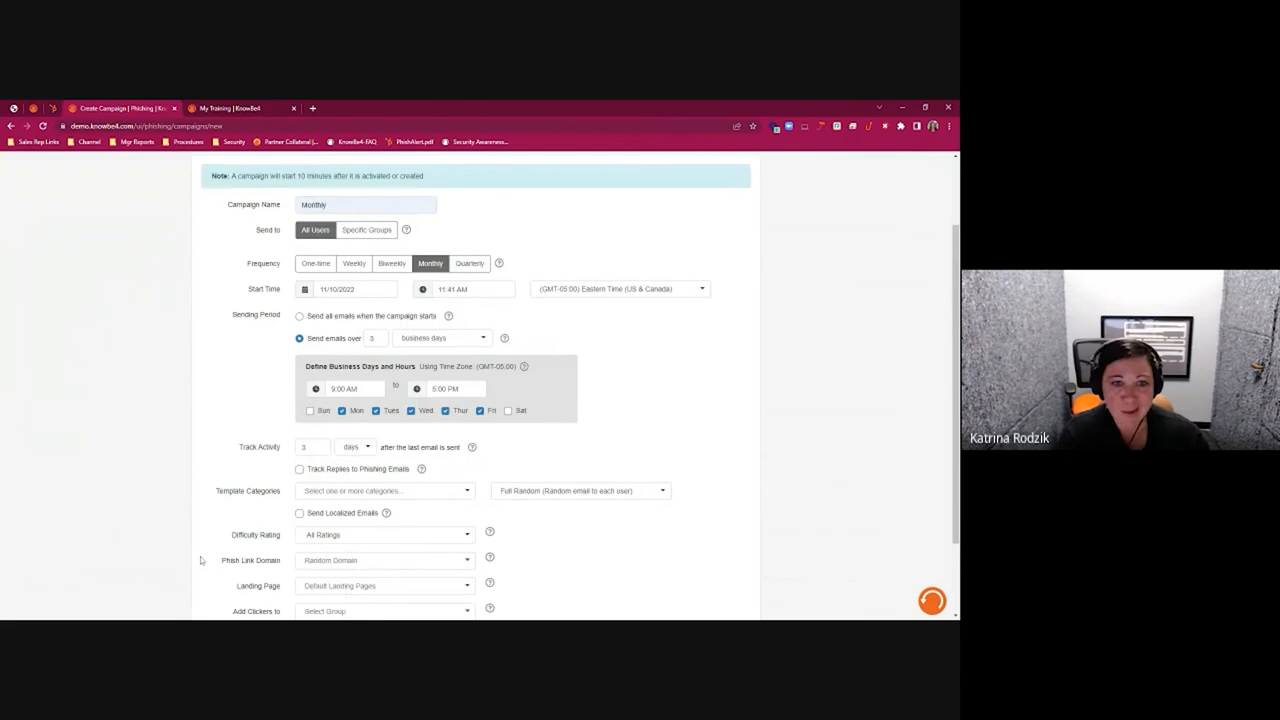 Create Campaign | Phishing | Kno
My Training | KnowBe4
demo.knowbe4.com/ui/phishing/campaigns/new
Sales Rep Links Channel Mgr Reports Procedures Security Partner Collateral |... KnowBe4-FAQ PhishAlert.pdf Security Awareness...
Note: A campaign will start 10 minutes after it is activated or created
Campaign Name Monthly
Send to All Users Specific Groups
Frequency One-time Weekly Biweekly Monthly Quarterly
Start Time 11/10/2022 11:41 AM (GMT-05:00) Eastern Time (US & Canada)
Sending Period Send all emails when the campaign starts
Send emails over 3 business days
Define Business Days and Hours Using Time Zone: (GMT-05:00)
9:00 AM to 5:00 PM
Sun Mon Tues Wed Thur Fri Sat
Track Activity 3 days after the last email is sent
Track Replies to Phishing Emails
Template Categories Select one or more categories... Full Random (Random email to each user)
Send Localized Emails
Difficulty Rating All Ratings
Phish Link Domain Random Domain
Landing Page Default Landing Pages
Add Clickers to Select Group
Katrina Rodzik